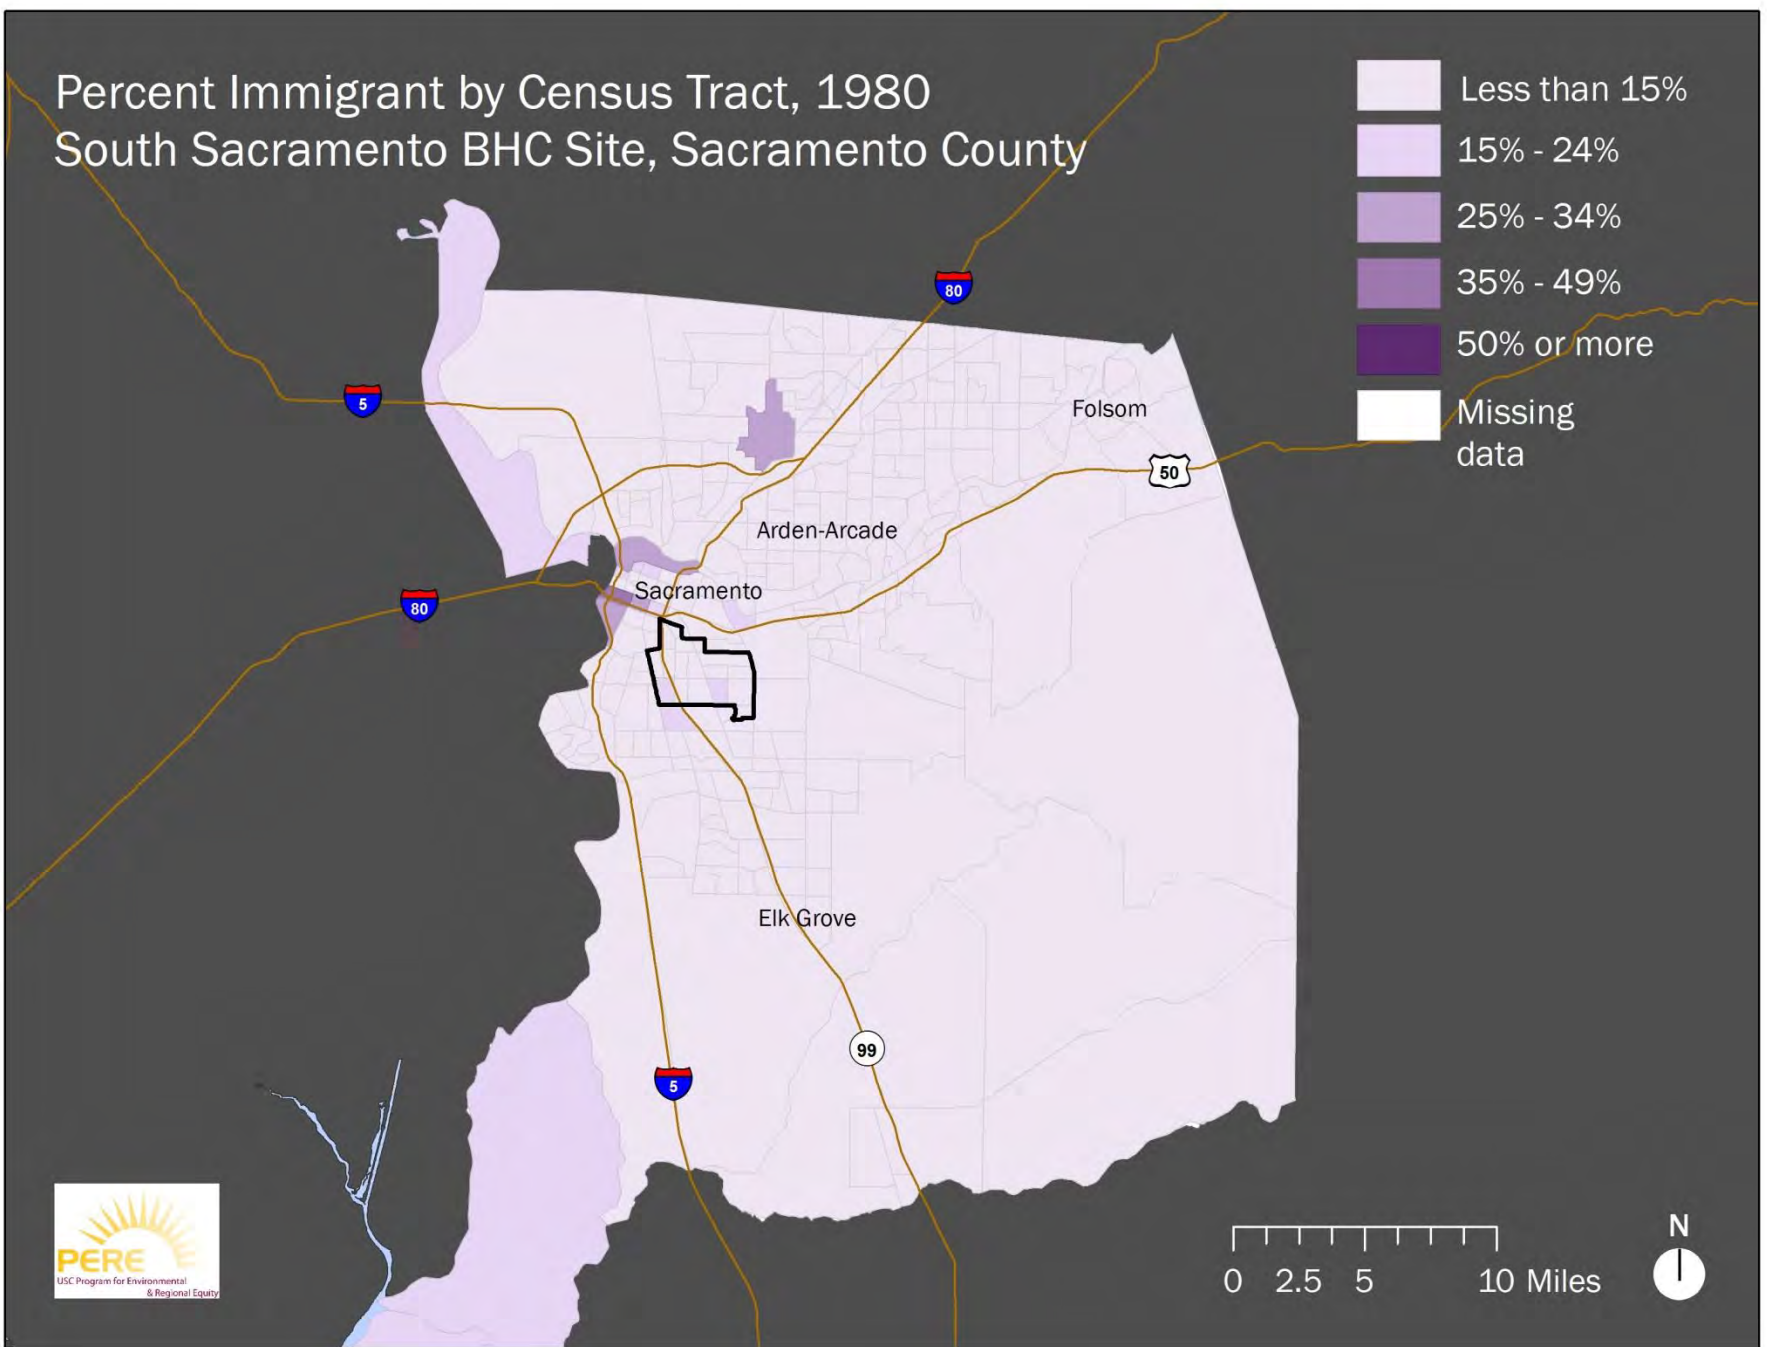 Percent Immigrant by Census Tract, 1980
South Sacramento BHC Site, Sacramento County
Less than 15%
15% - 24%
25% - 34%
35% - 49%
50% or more
Missing
data
80
5
Folsom
50
Arden-Arcade
Sacramento
80
Elk Grove
99
5
PERE
USC Program for Environmental
& Regional Equity
N
0 2.5 5 10 Miles